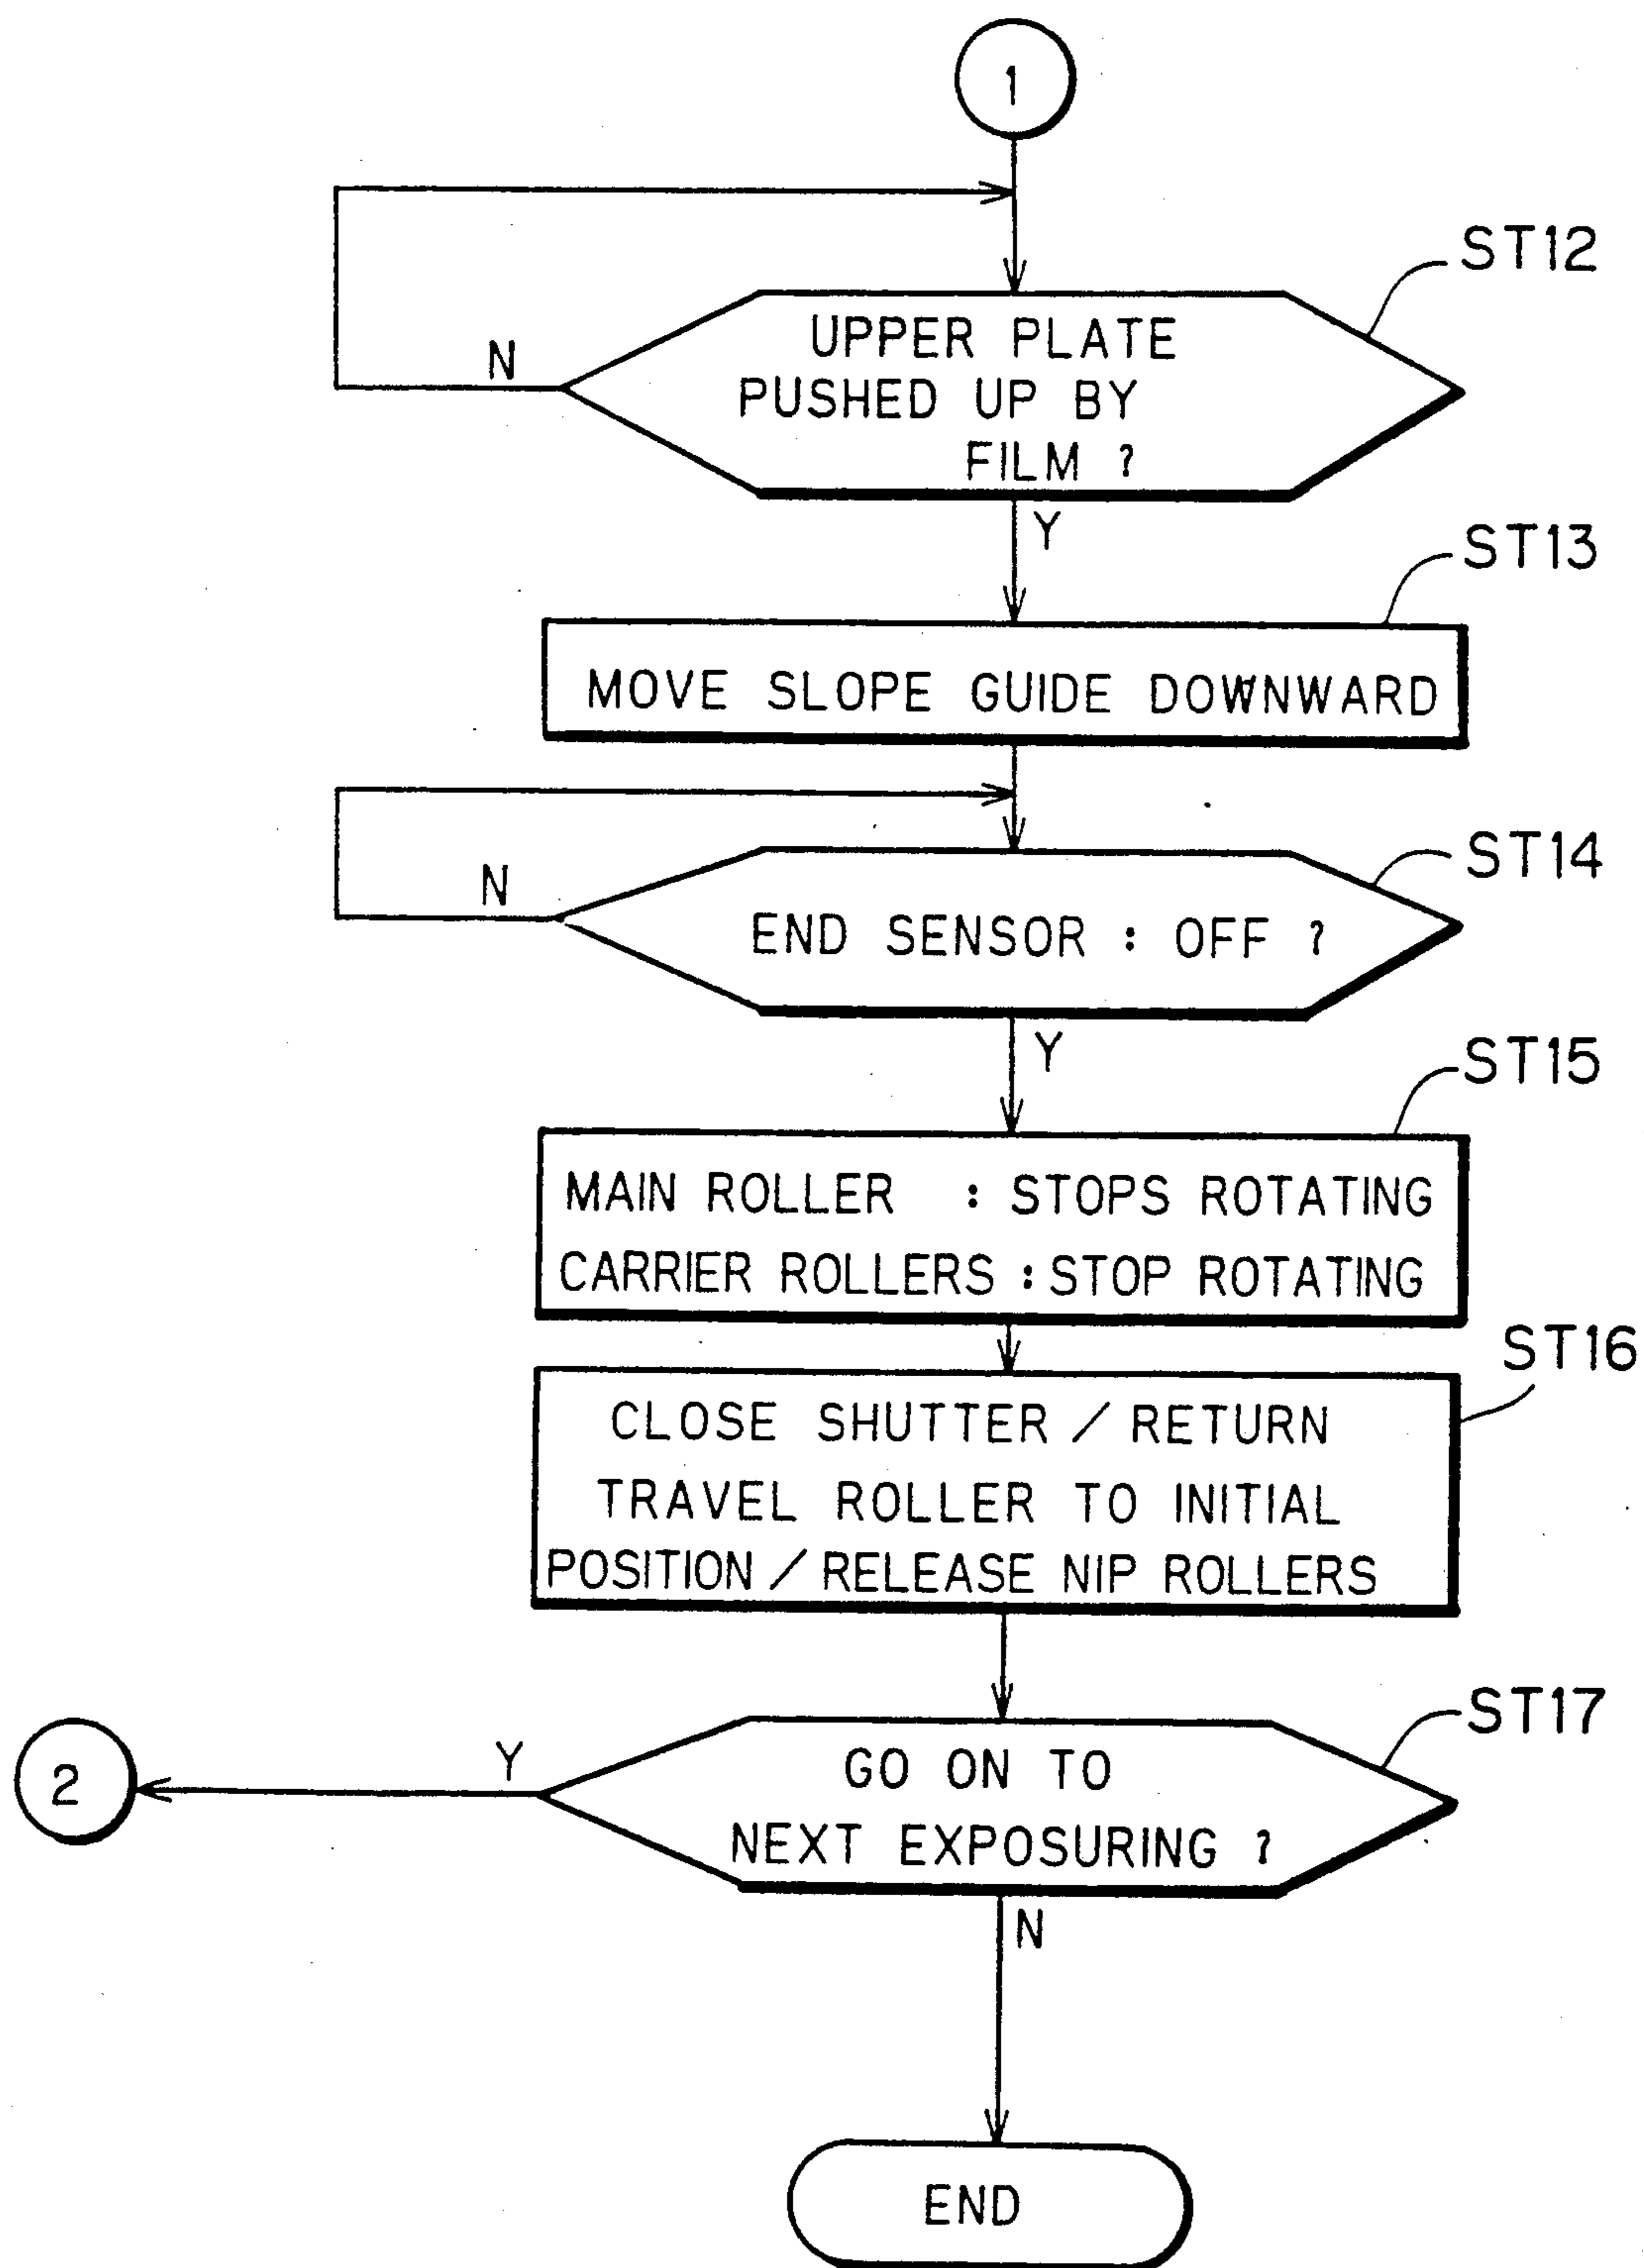 1
ST12
UPPER PLATE
N
PUSHED UP BY
FILM ?
Y
ST13
MOVE SLOPE GUIDE DOWNWARD
ST14
N
END SENSOR : OFF ?
Y
ST15
MAIN ROLLER : STOPS ROTATING
CARRIER ROLLERS : STOP ROTATING
ST16
CLOSE SHUTTER / RETURN
TRAVEL ROLLER TO INITIAL
POSITION / RELEASE NIP ROLLERS
ST17
2
Y
GO ON TO
NEXT EXPOSURING ?
N
END